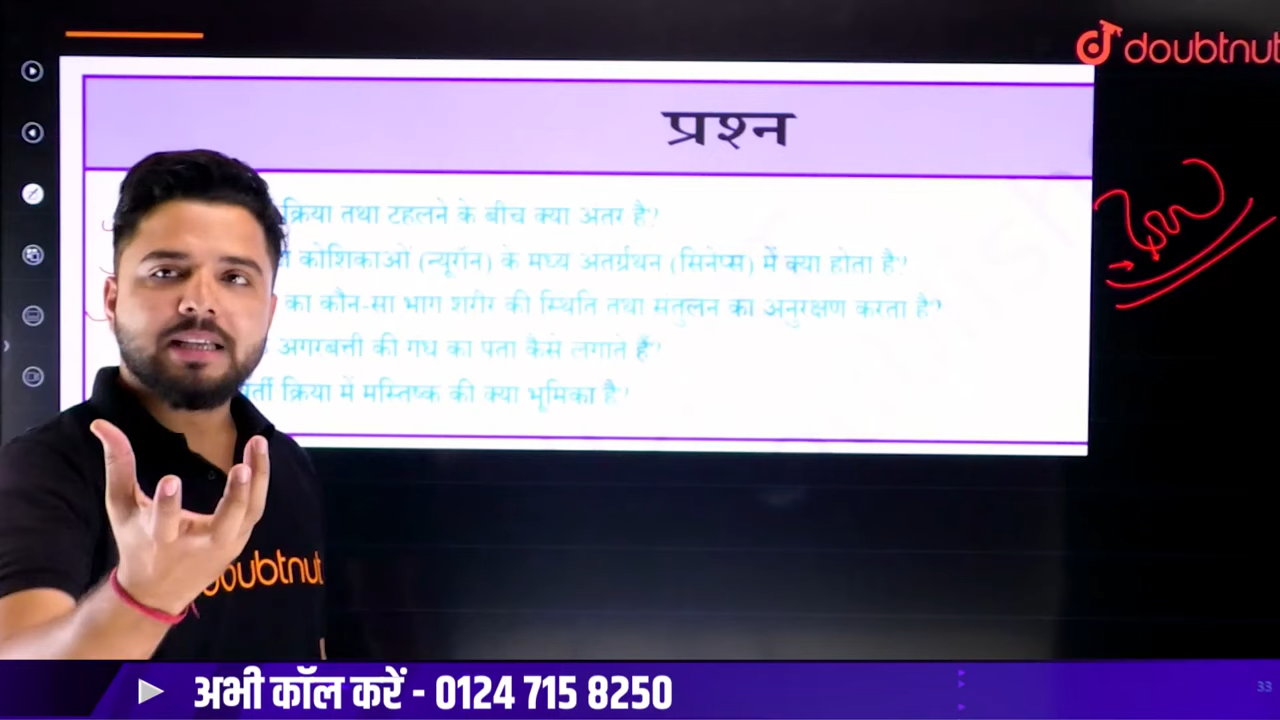 doubtnut
प्रश्न
क्रिया तथा टहलने के बीच क्या अंतर है?
कोशिकाओं (न्यूरॉन) के मध्य अंतर्ग्रथन (सिनेप्स) में क्या होता है?
का कौन-सा भाग शरीर की स्थिति तथा संतुलन का अनुरक्षण करता है?
अगरबत्ती की गंध का पता कैसे लगाते हैं?
क्रिया में मस्तिष्क की क्या भूमिका है?
doubtnut
अभी कॉल करें - 0124 715 8250
33